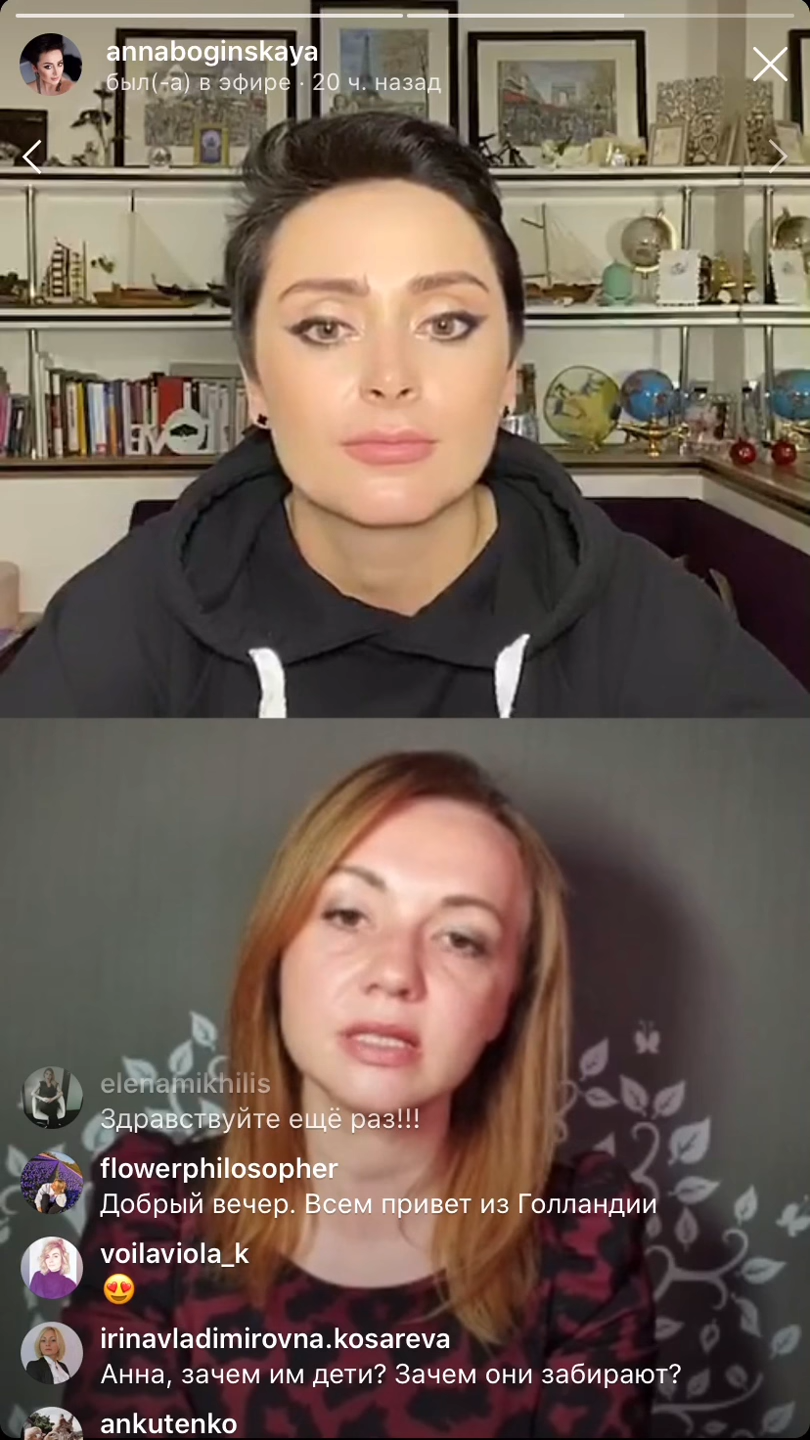 annaboginskaya
был(-а) в эфире · 20 ч. назад
LOVE
elenamikhilis
Здравствуйте ещё раз!!!
flowerphilosopher
Добрый вечер. Всем привет из Голландии
voilaviola_k
😍
irinavladimirovna.kosareva
Анна, зачем им дети? Зачем они забирают?
ankutenko